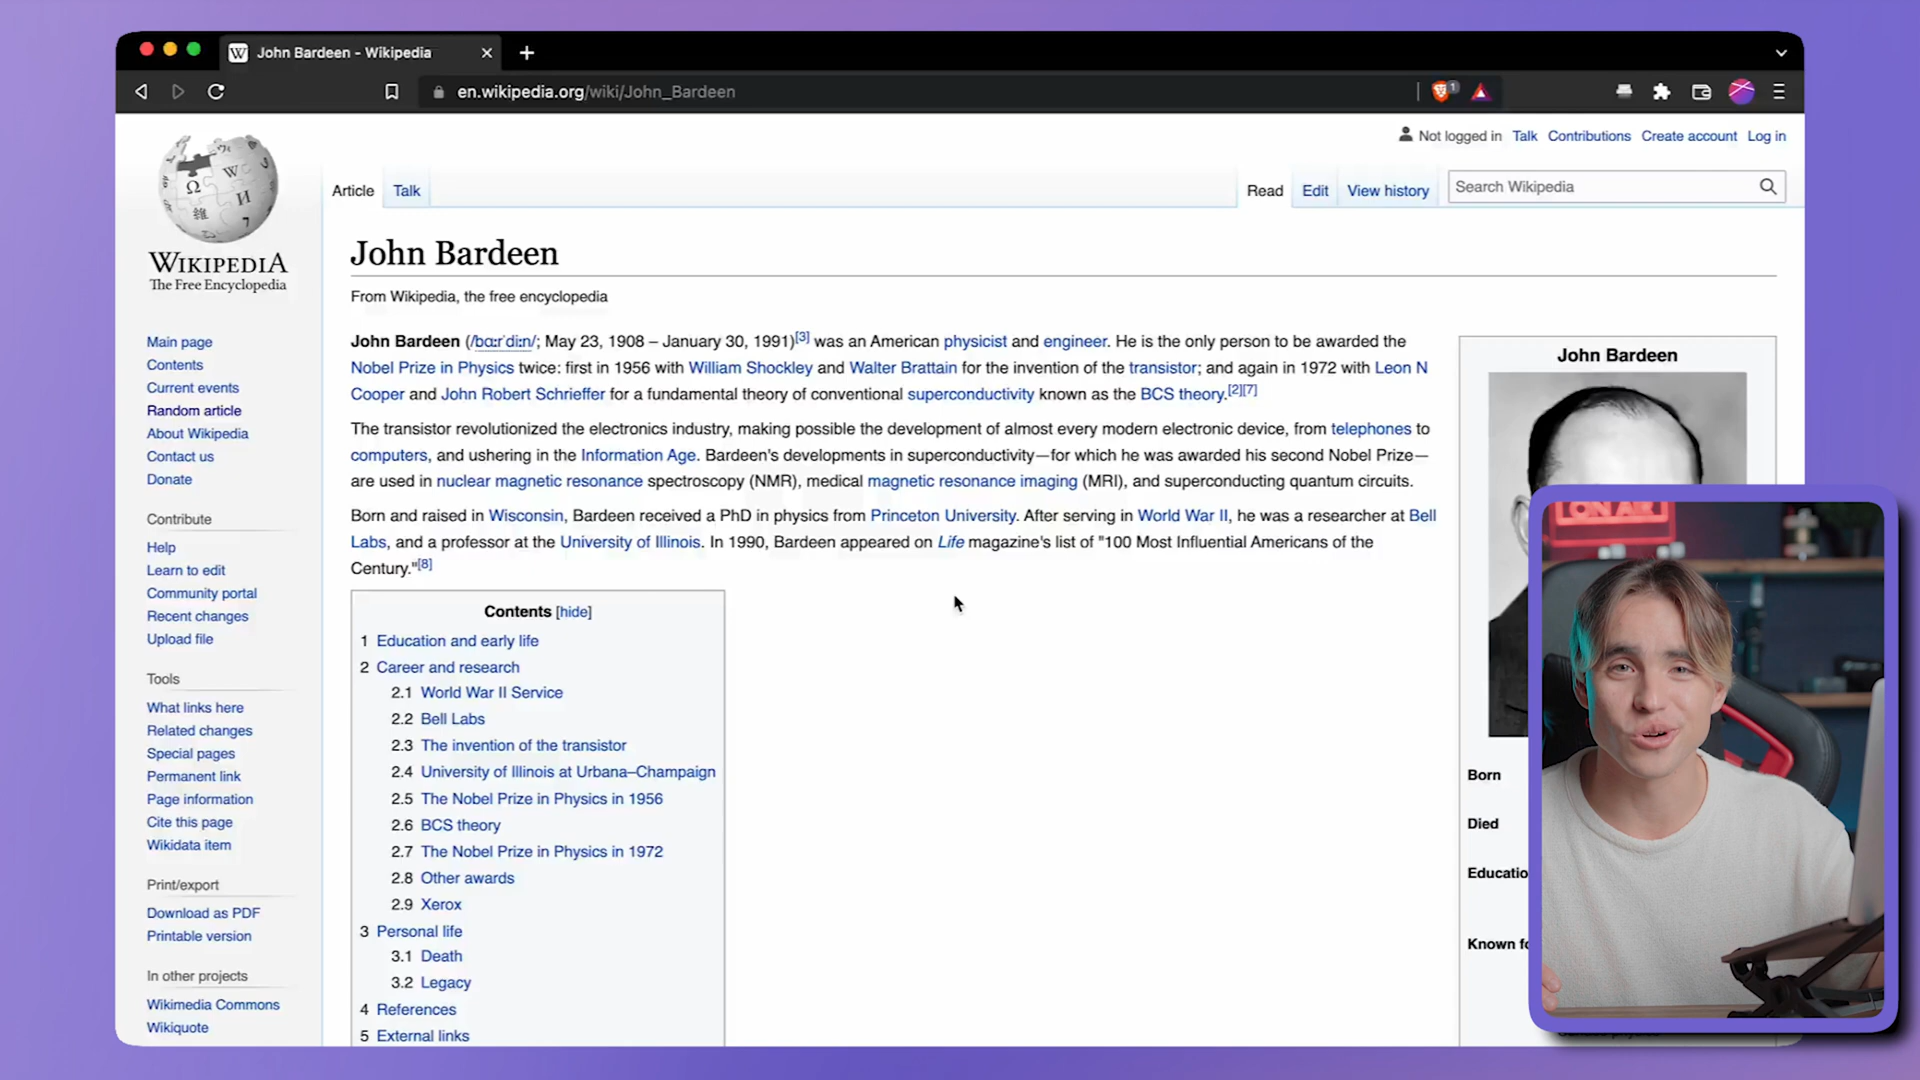 John Bardeen - Wikipedia
en.wikipedia.org/wiki/John_Bardeen
1
Not logged in Talk Contributions Create account Log in
Article Talk Read Edit View history Search Wikipedia
WIKIPEDIA
The Free Encyclopedia
Main page
Contents
Current events
Random article
About Wikipedia
Contact us
Donate
Contribute
Help
Learn to edit
Community portal
Recent changes
Upload file
Tools
What links here
Related changes
Special pages
Permanent link
Page information
Cite this page
Wikidata item
Print/export
Download as PDF
Printable version
In other projects
Wikimedia Commons
Wikiquote
John Bardeen
From Wikipedia, the free encyclopedia
John Bardeen (/bɑːrˈdiːn/; May 23, 1908 – January 30, 1991)[3] was an American physicist and engineer. He is the only person to be awarded the
Nobel Prize in Physics twice: first in 1956 with William Shockley and Walter Brattain for the invention of the transistor; and again in 1972 with Leon N
Cooper and John Robert Schrieffer for a fundamental theory of conventional superconductivity known as the BCS theory.[2][7]
The transistor revolutionized the electronics industry, making possible the development of almost every modern electronic device, from telephones to
computers, and ushering in the Information Age. Bardeen's developments in superconductivity—for which he was awarded his second Nobel Prize—
are used in nuclear magnetic resonance spectroscopy (NMR), medical magnetic resonance imaging (MRI), and superconducting quantum circuits.
Born and raised in Wisconsin, Bardeen received a PhD in physics from Princeton University. After serving in World War II, he was a researcher at Bell
Labs, and a professor at the University of Illinois. In 1990, Bardeen appeared on Life magazine's list of "100 Most Influential Americans of the
Century."[8]
Contents [hide]
1 Education and early life
2 Career and research
2.1 World War II Service
2.2 Bell Labs
2.3 The invention of the transistor
2.4 University of Illinois at Urbana–Champaign
2.5 The Nobel Prize in Physics in 1956
2.6 BCS theory
2.7 The Nobel Prize in Physics in 1972
2.8 Other awards
2.9 Xerox
3 Personal life
3.1 Death
3.2 Legacy
4 References
5 External links
John Bardeen
Born
Died
Educatio
Known fo
ON AIR